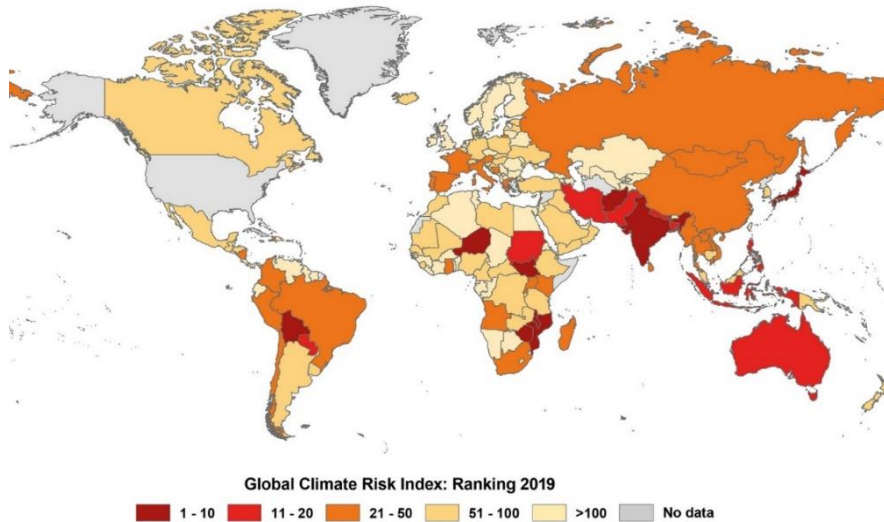 Global Climate Risk Index: Ranking 2019
1 - 10 11 - 20 21 - 50 51 - 100 >100 No data